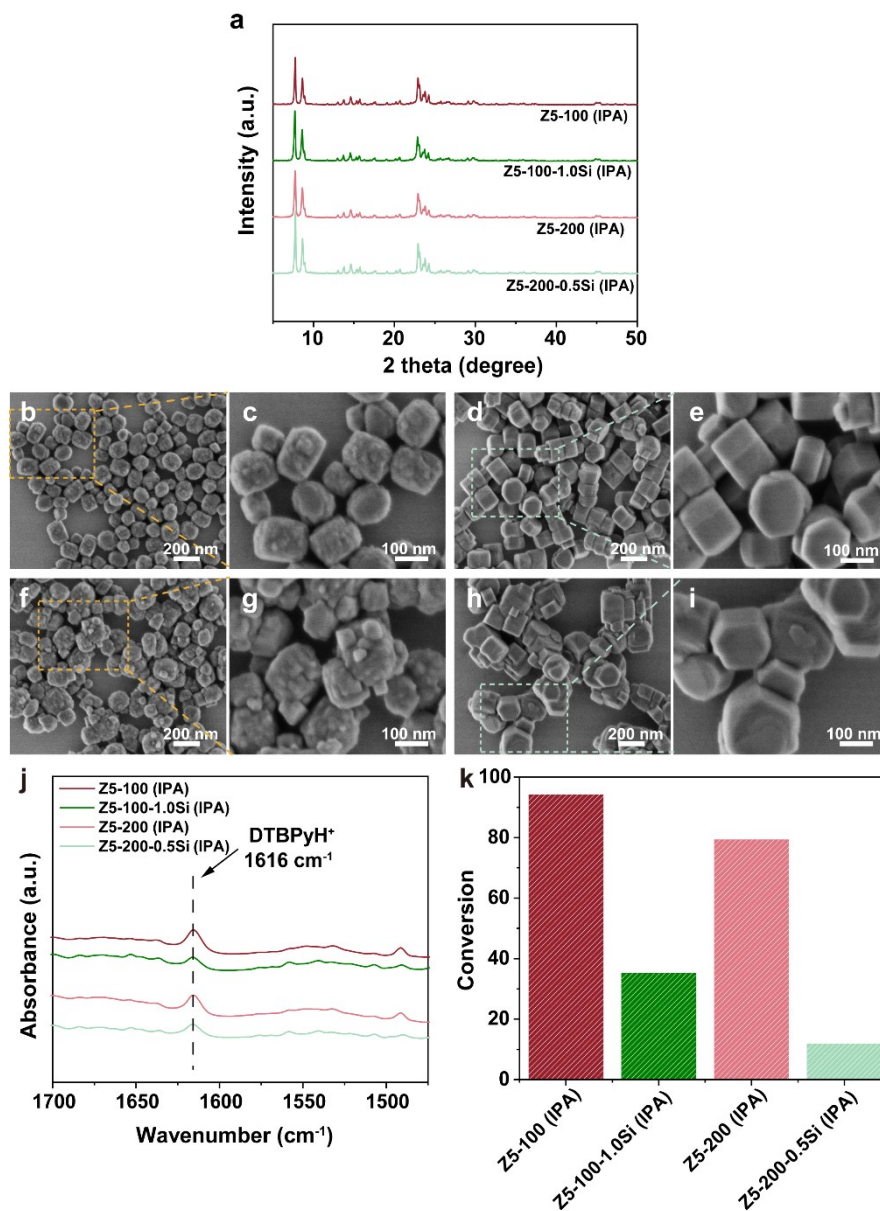 a
Intensity (a.u.)
Z5-100 (IPA)
Z5-100-1.0Si (IPA)
Z5-200 (IPA)
Z5-200-0.5Si (IPA)
10 20 30 40 50
2 theta (degree)
b
200 nm
c
100 nm
d
200 nm
e
100 nm
f
200 nm
g
100 nm
h
200 nm
i
100 nm
j
Z5-100 (IPA)
Z5-100-1.0Si (IPA)
Z5-200 (IPA)
Z5-200-0.5Si (IPA)
DTBPyH⁺
1616 cm⁻¹
Absorbance (a.u.)
1700 1650 1600 1550 1500
Wavenumber (cm⁻¹)
k
Conversion
100
80
60
40
20
0
Z5-100 (IPA)
Z5-100-1.0Si (IPA)
Z5-200 (IPA)
Z5-200-0.5Si (IPA)